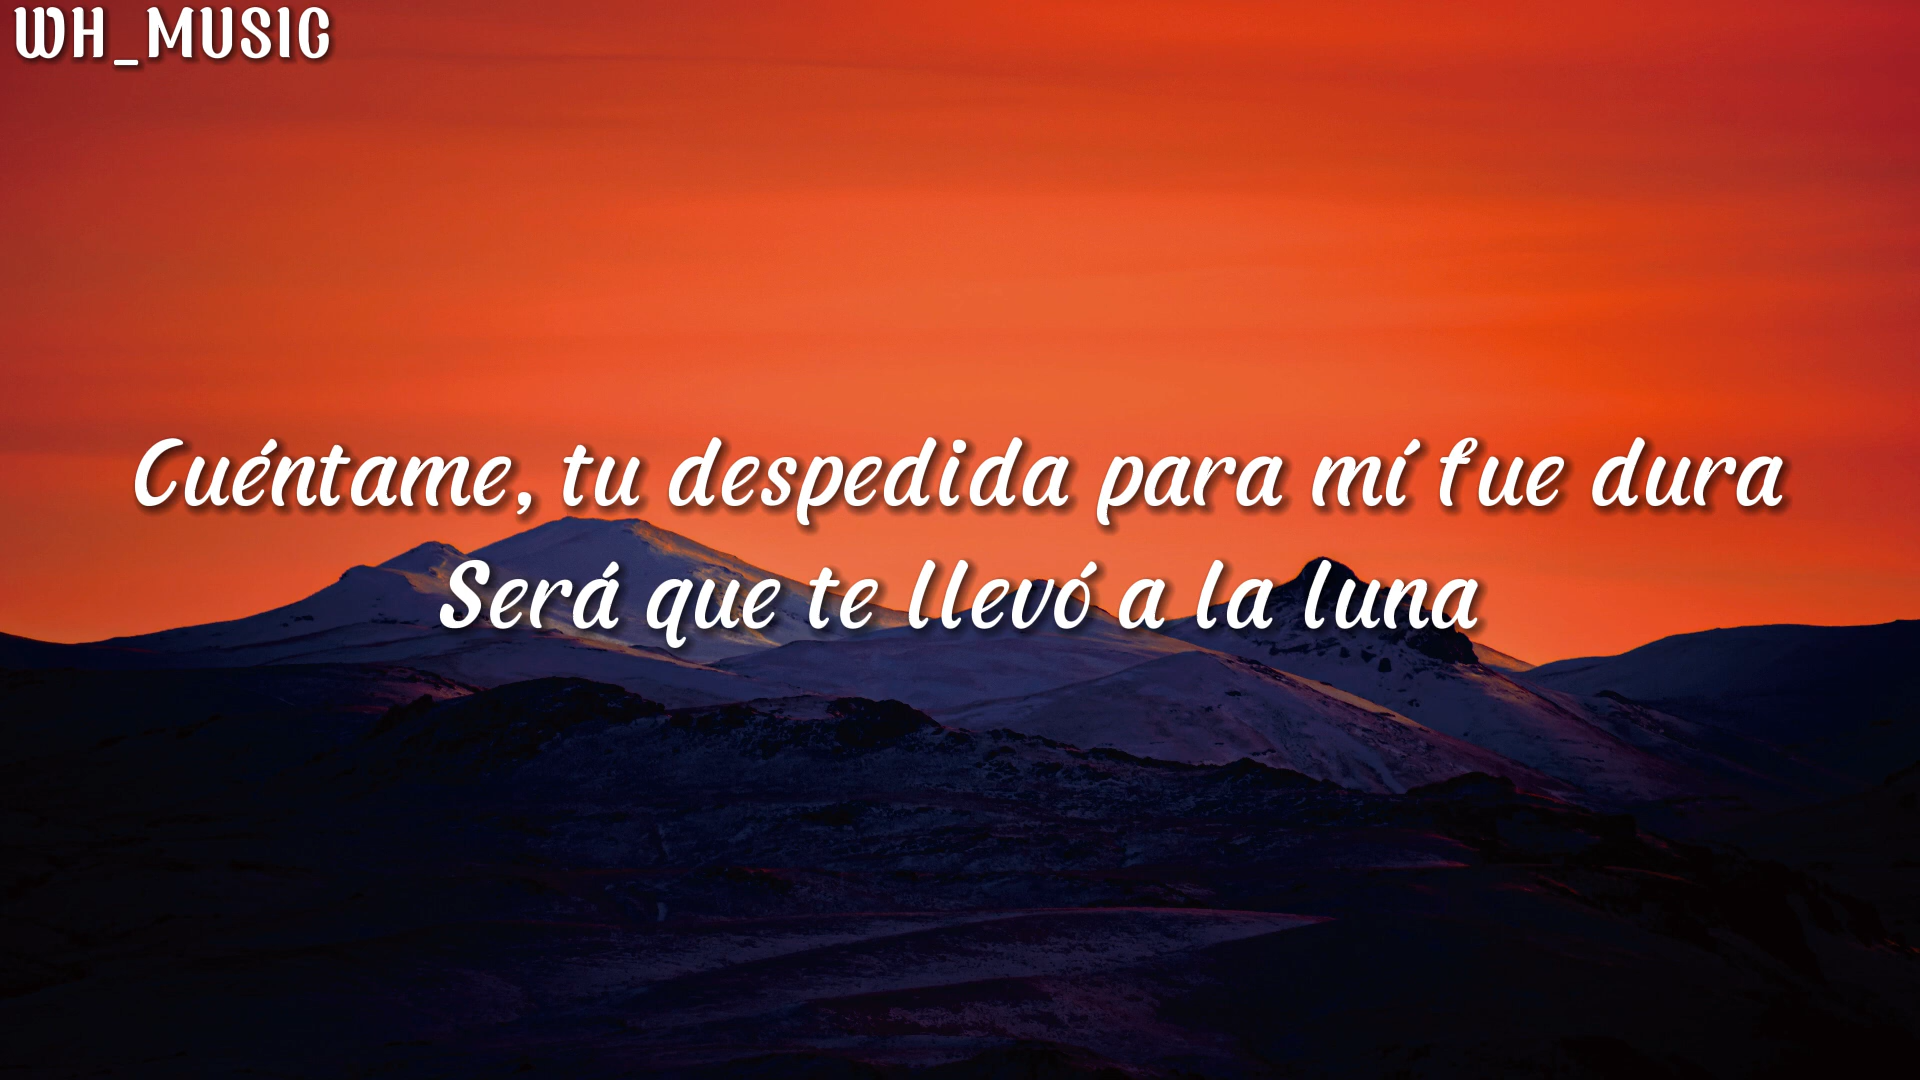 WH_MUSIC
Cuéntame, tu despedida para mí fue dura
Será que te llevó a la luna